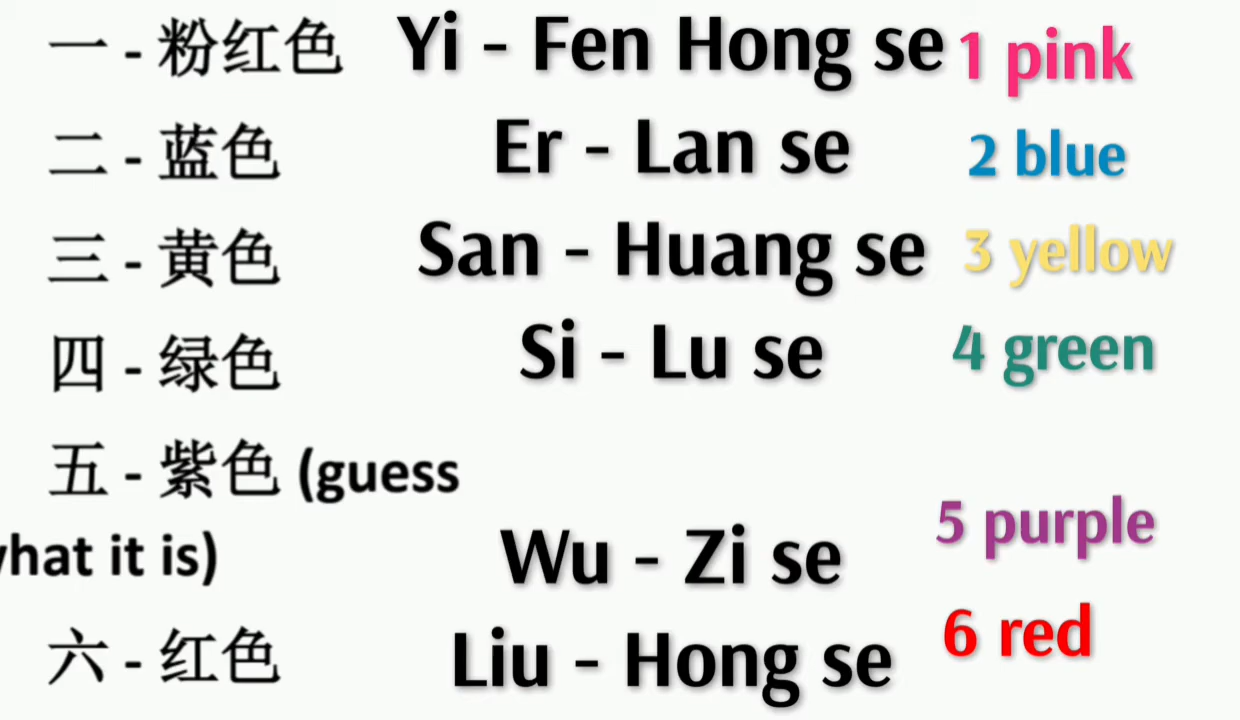 一 - 粉红色 Yi - Fen Hong se 1 pink
二 - 蓝色 Er - Lan se 2 blue
三 - 黄色 San - Huang se 3 yellow
四 - 绿色 Si - Lu se 4 green
五 - 紫色 (guess
what it is) Wu - Zi se 5 purple
六 - 红色 Liu - Hong se 6 red